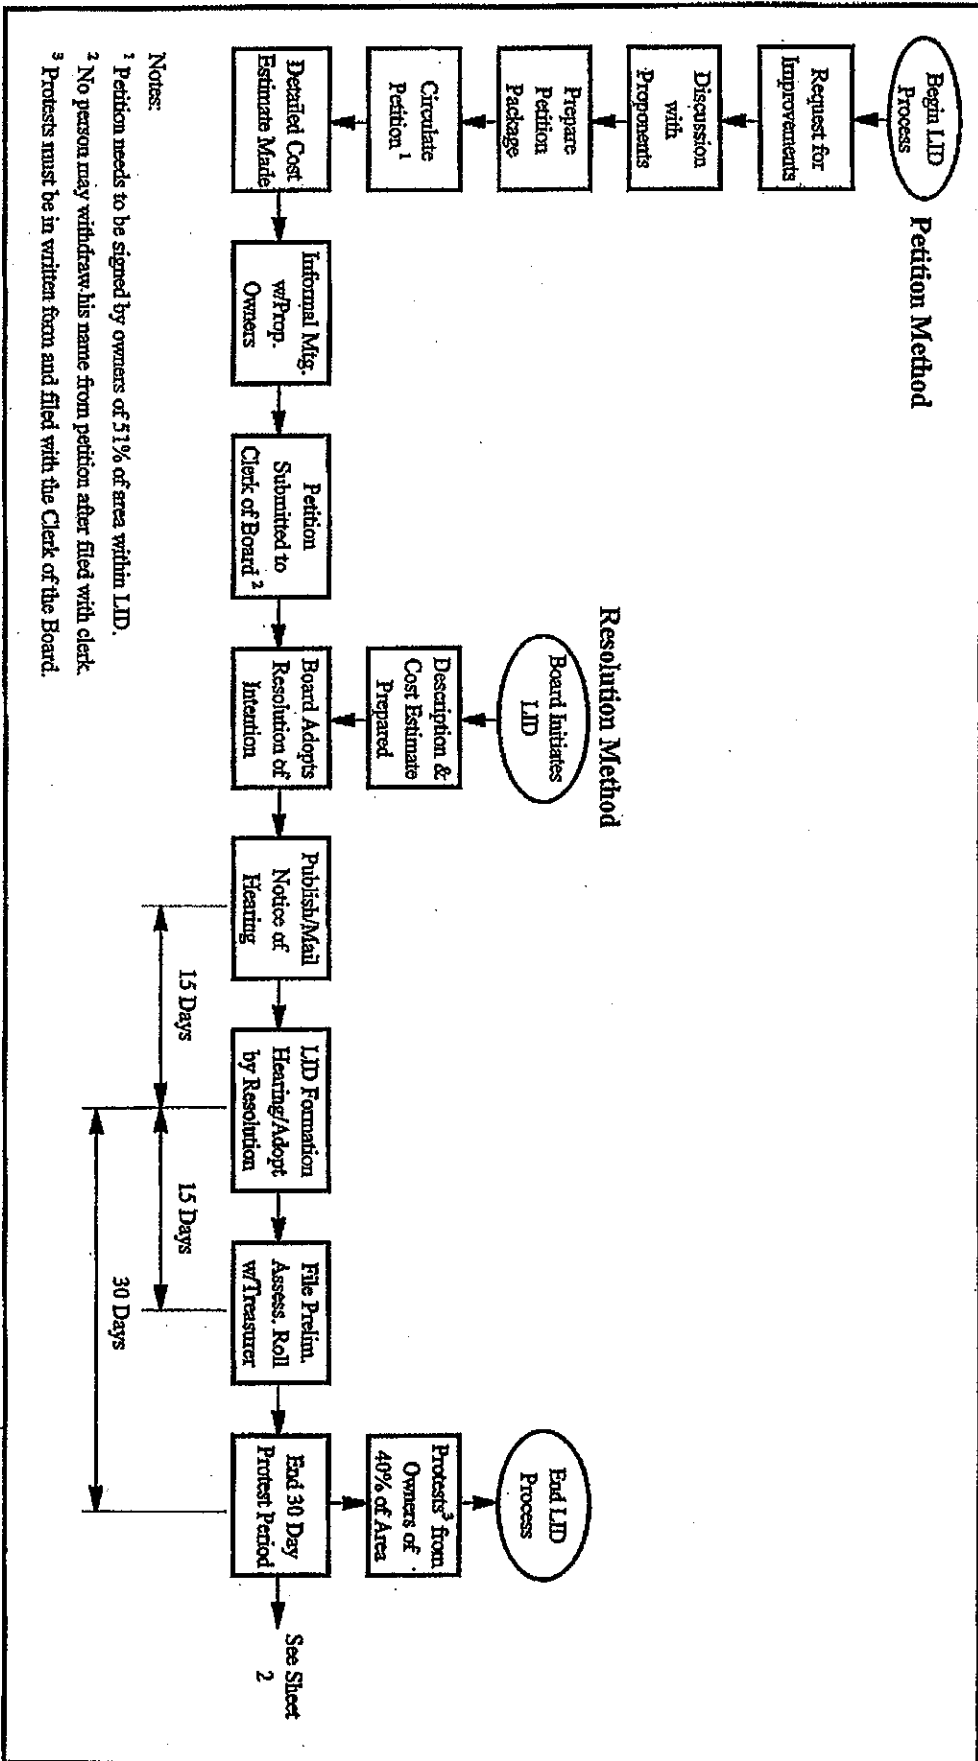 Petition Method
Begin LID
Process
Request for
Improvements
Discussion
with
Proponents
Prepare
Petition
Package
Circulate
Petition ¹
Detailed Cost
Estimate Made
Informal Mtg.
w/Prop.
Owners
Petition
Submitted to
Clerk of Board ²
Resolution Method
Board Initiates
LID
Description &
Cost Estimate
Prepared
Board Adopts
Resolution of
Intention
Publish/Mail
Notice of
Hearing
LID Formation
Hearing/Adopt
by Resolution
File Prelim.
Assess. Roll
w/Treasurer
End 30 Day
Protest Period
Protests³ from
Owners of
40% of Area
End LID
Process
See Sheet
2
15 Days
15 Days
30 Days
Notes:
¹ Petition needs to be signed by owners of 51% of area within LID.
² No person may withdraw his name from petition after filed with clerk.
³ Protests must be in written form and filed with the Clerk of the Board.